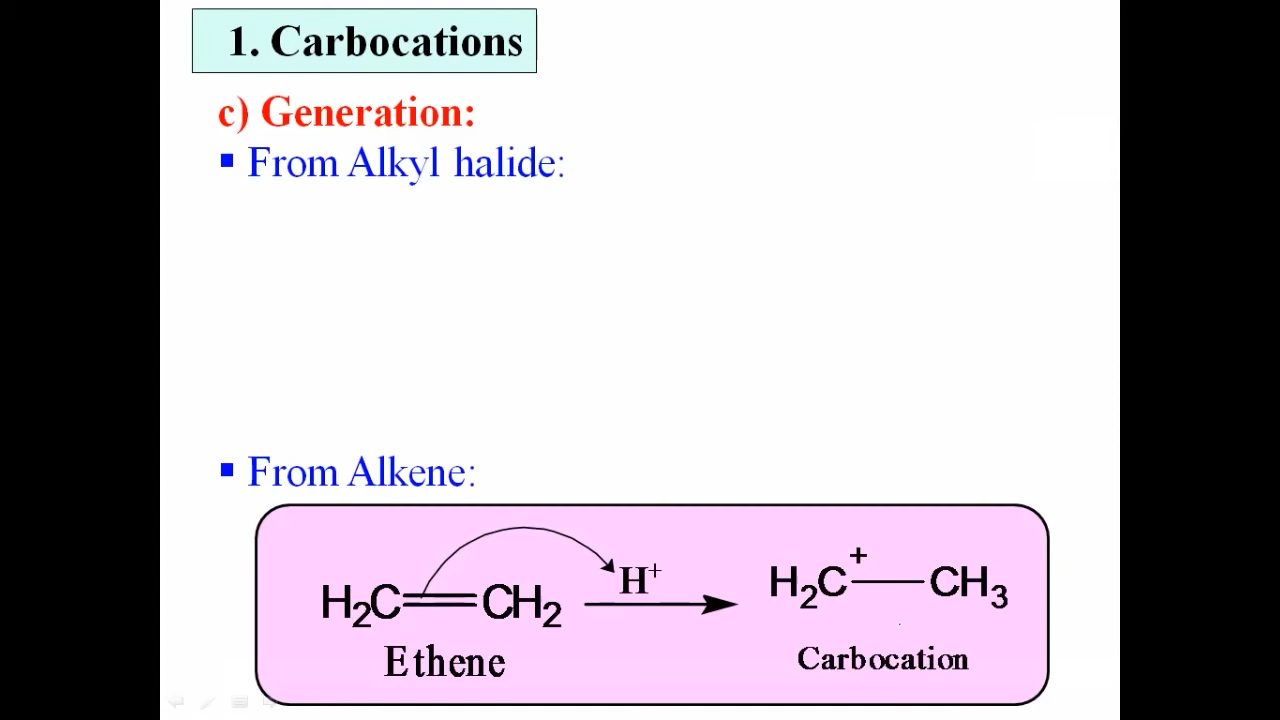 1. Carbocations
c) Generation:
▪ From Alkyl halide:
▪ From Alkene:
H₂C=CH₂ H⁺ H₂C⁺—CH₃
Ethene Carbocation